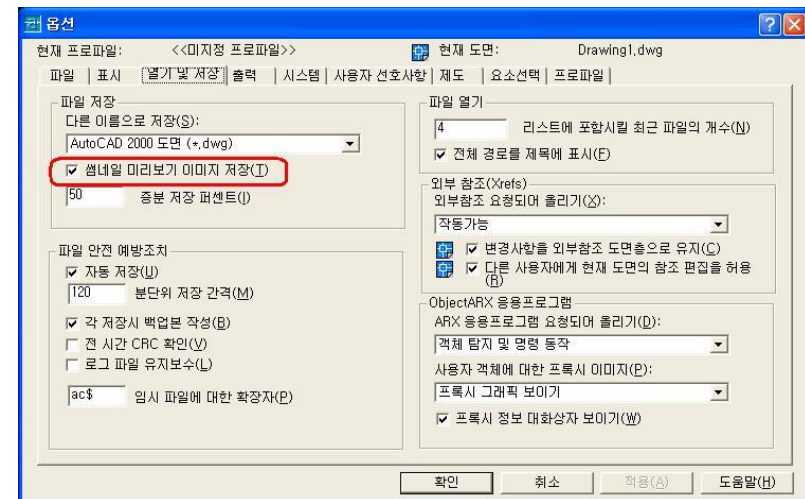 옵션
현재 프로파일: <<미지정 프로파일>> 현재 도면: Drawing1.dwg
파일 표시 열기 및 저장 출력 시스템 사용자 선호사항 제도 요소선택 프로파일
파일 저장
다른 이름으로 저장(S):
AutoCAD 2000 도면 (*.dwg)
썸네일 미리보기 이미지 저장(T)
50 증분 저장 퍼센트(I)
파일 안전 예방조치
자동 저장(U)
120 분단위 저장 간격(M)
각 저장시 백업본 작성(B)
전 시간 CRC 확인(V)
로그 파일 유지보수(L)
ac$ 임시 파일에 대한 확장자(P)
파일 열기
4 리스트에 포함시킬 최근 파일의 개수(N)
전체 경로를 제목에 표시(F)
외부 참조(Xrefs)
외부참조 요청되어 올리기(X):
작동가능
변경사항을 외부참조 도면층으로 유지(C)
다른 사용자에게 현재 도면의 참조 편집을 허용
(R)
ObjectARX 응용프로그램
ARX 응용프로그램 요청되어 올리기(D):
객체 탐지 및 명령 동작
사용자 객체에 대한 프록시 이미지(P):
프록시 그래픽 보이기
프록시 정보 대화상자 보이기(W)
확인 취소 적용(A) 도움말(H)